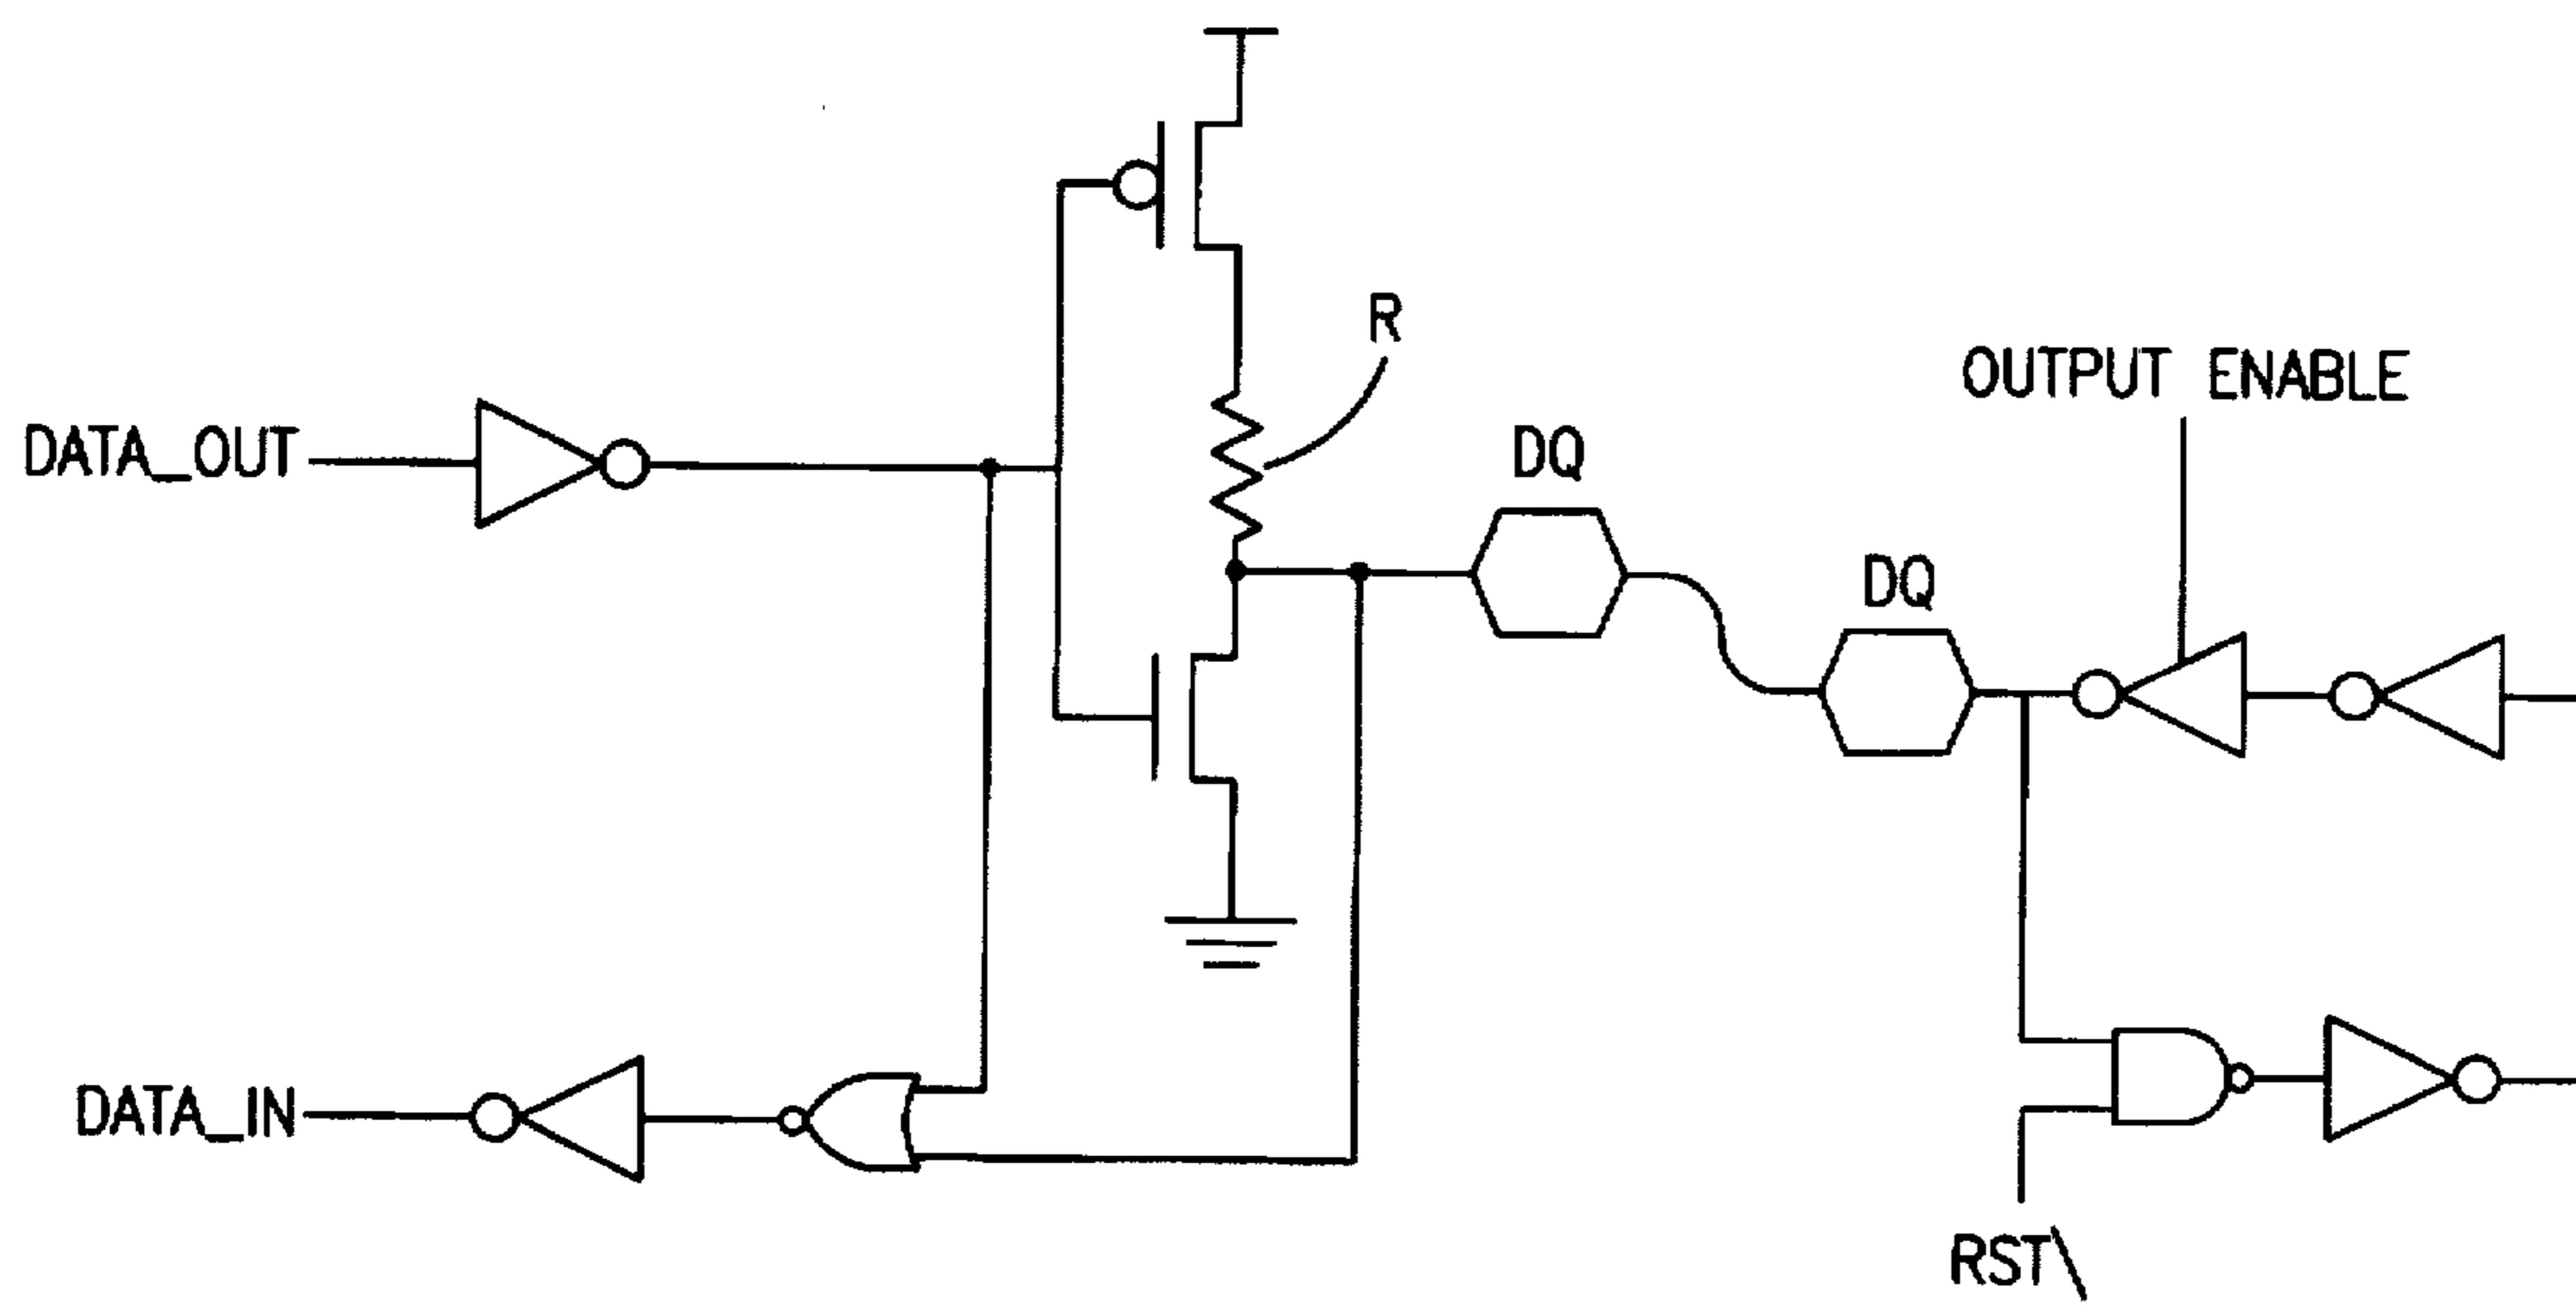 R
OUTPUT ENABLE
DATA_OUT
DQ
DQ
DATA_IN
RST\